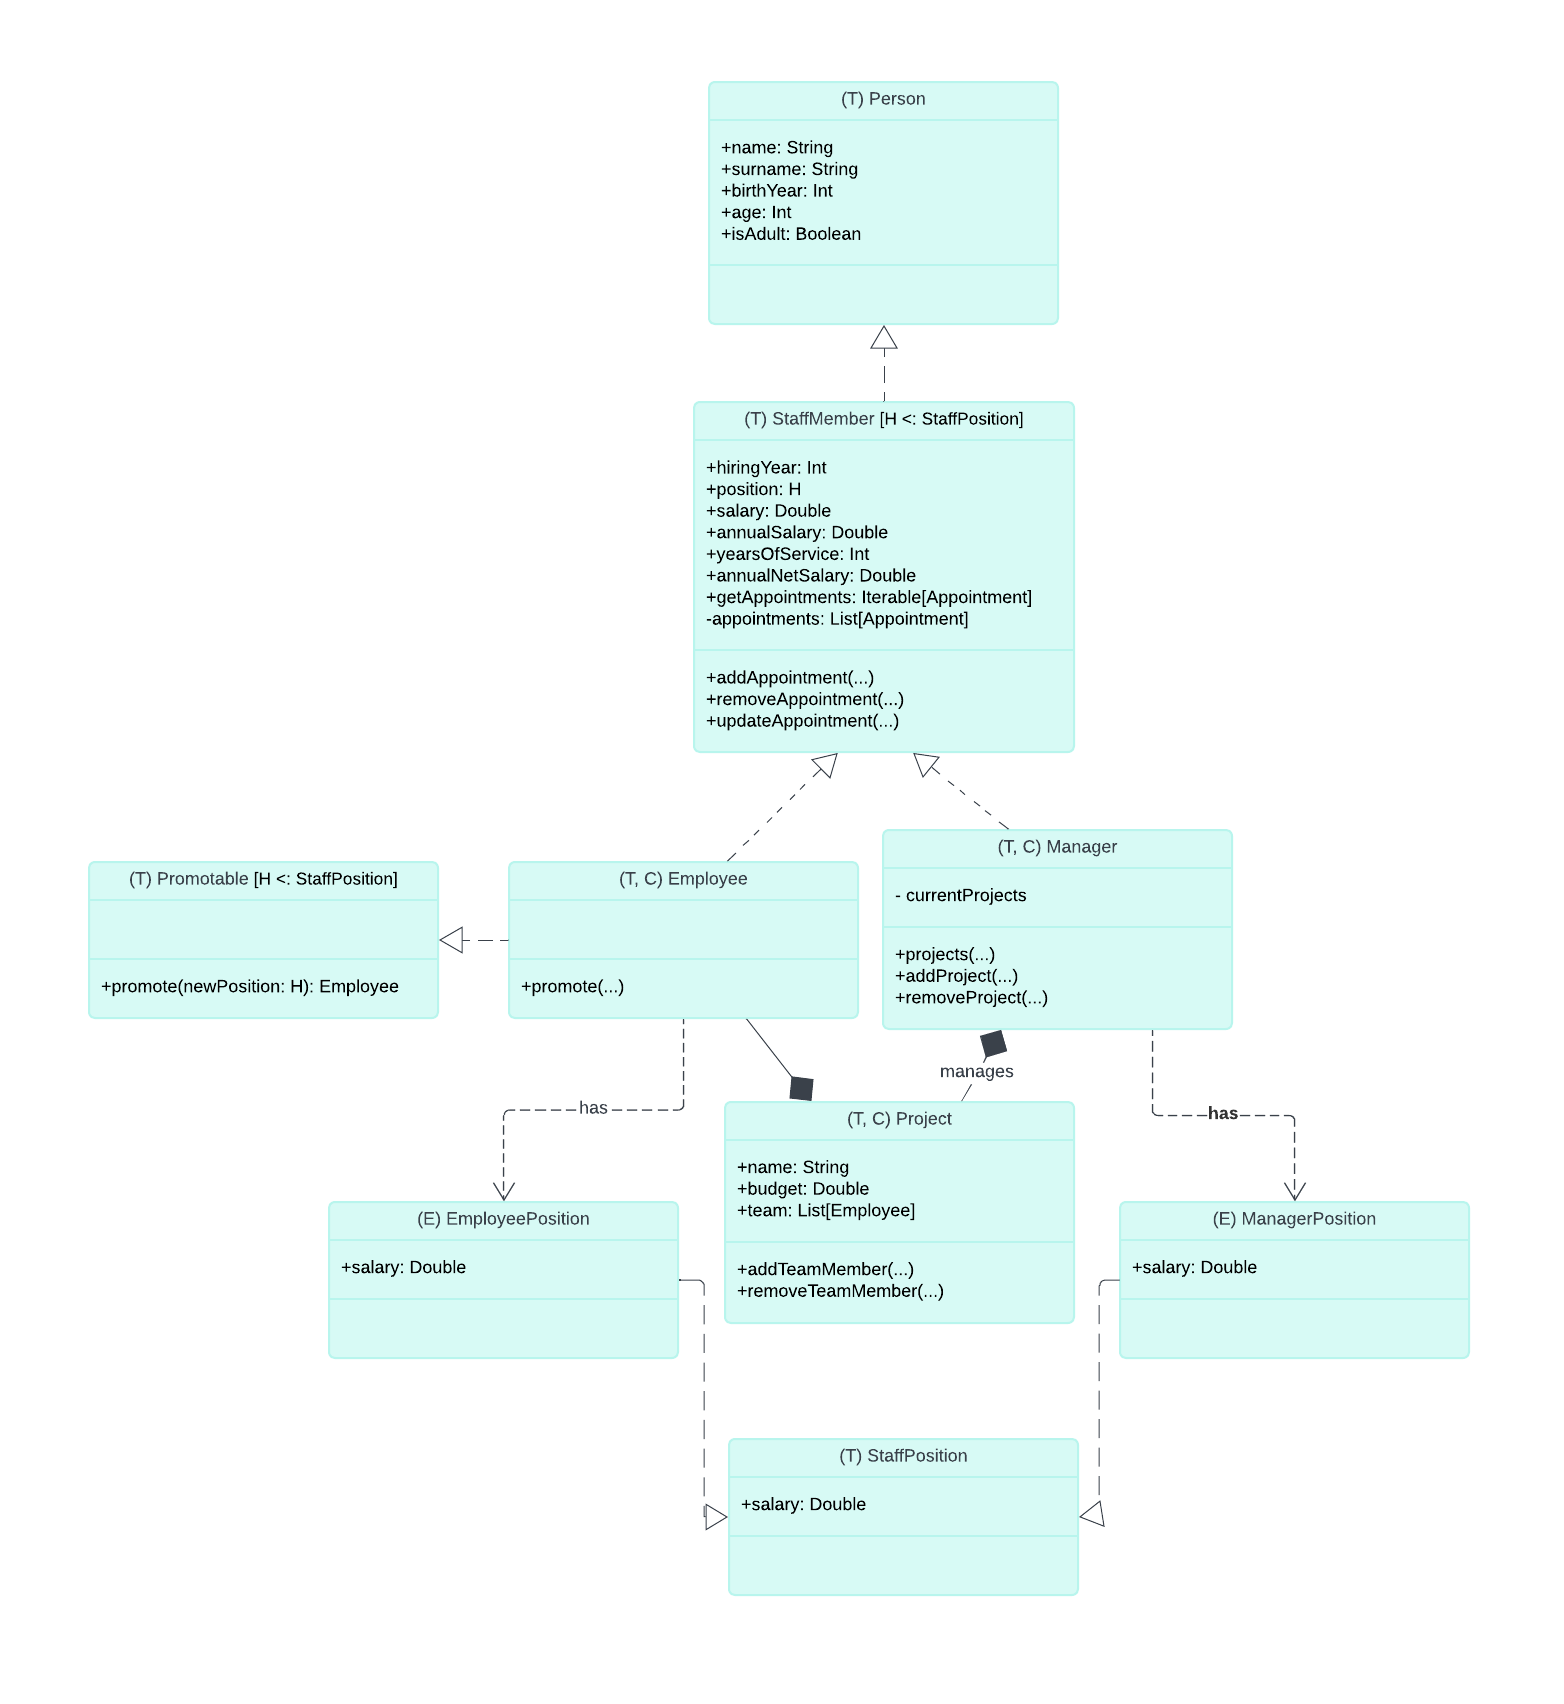 (T) Person
+name: String
+surname: String
+birthYear: Int
+age: Int
+isAdult: Boolean
(T) StaffMember [H <: StaffPosition]
+hiringYear: Int
+position: H
+salary: Double
+annualSalary: Double
+yearsOfService: Int
+annualNetSalary: Double
+getAppointments: Iterable[Appointment]
-appointments: List[Appointment]
+addAppointment(...)
+removeAppointment(...)
+updateAppointment(...)
(T) Promotable [H <: StaffPosition]
+promote(newPosition: H): Employee
(T, C) Employee
+promote(...)
(T, C) Manager
- currentProjects
+projects(...)
+addProject(...)
+removeProject(...)
manages
has
has
(T, C) Project
+name: String
+budget: Double
+team: List[Employee]
+addTeamMember(...)
+removeTeamMember(...)
(E) EmployeePosition
+salary: Double
(E) ManagerPosition
+salary: Double
(T) StaffPosition
+salary: Double